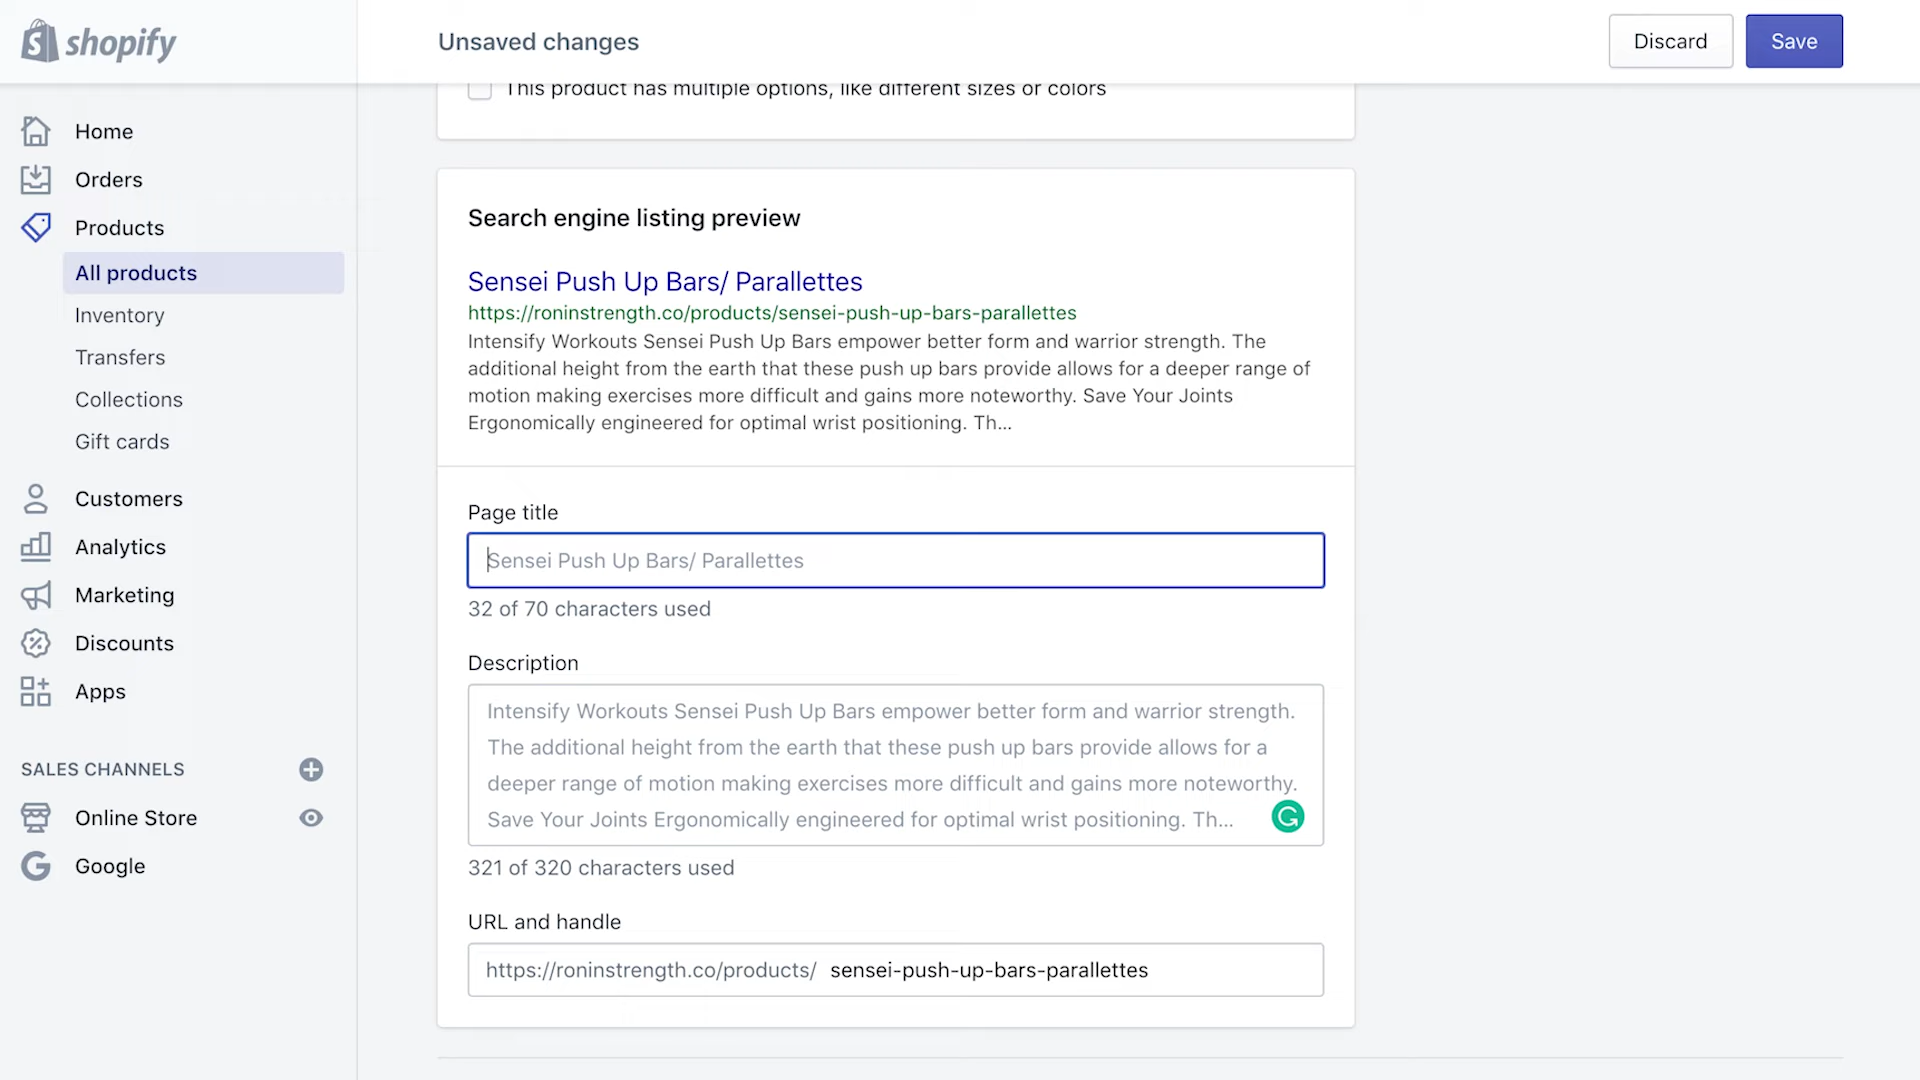 shopify
Unsaved changes
Discard
Save
This product has multiple options, like different sizes or colors
Home
Orders
Products
All products
Inventory
Transfers
Collections
Gift cards
Customers
Analytics
Marketing
Discounts
Apps
SALES CHANNELS
Online Store
Google
Search engine listing preview
Sensei Push Up Bars/ Parallettes
https://roninstrength.co/products/sensei-push-up-bars-parallettes
Intensify Workouts Sensei Push Up Bars empower better form and warrior strength. The
additional height from the earth that these push up bars provide allows for a deeper range of
motion making exercises more difficult and gains more noteworthy. Save Your Joints
Ergonomically engineered for optimal wrist positioning. Th...
Page title
Sensei Push Up Bars/ Parallettes
32 of 70 characters used
Description
Intensify Workouts Sensei Push Up Bars empower better form and warrior strength.
The additional height from the earth that these push up bars provide allows for a
deeper range of motion making exercises more difficult and gains more noteworthy.
Save Your Joints Ergonomically engineered for optimal wrist positioning. Th...
321 of 320 characters used
URL and handle
https://roninstrength.co/products/ sensei-push-up-bars-parallettes